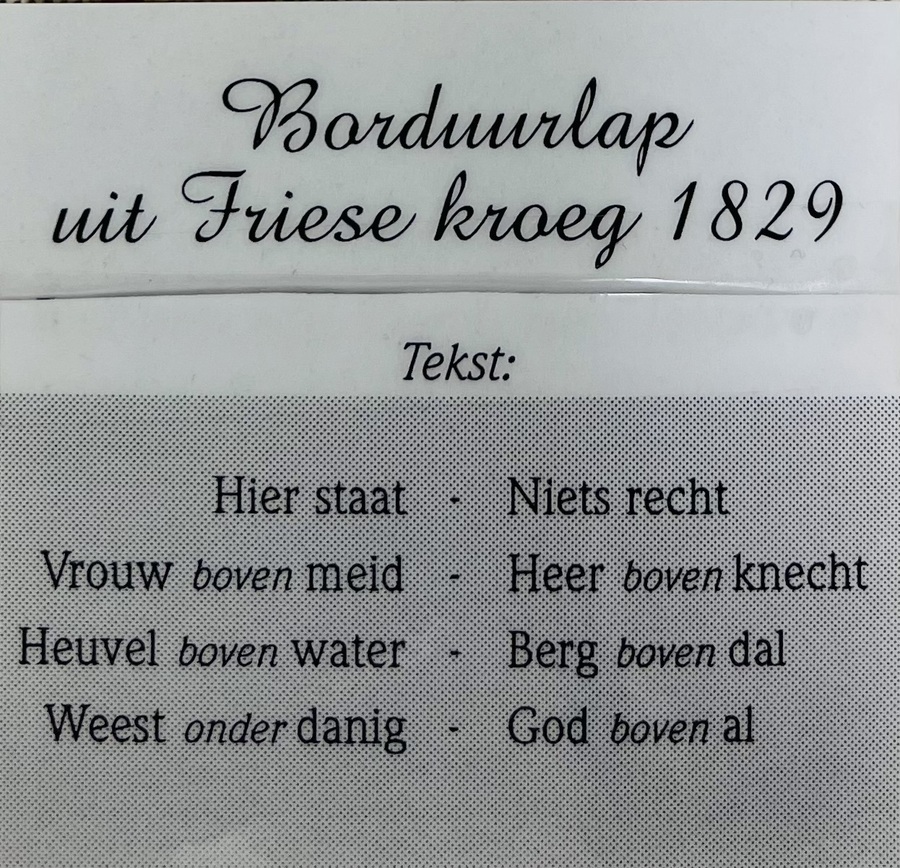 Borduurlap
uit Friese kroeg 1829
Tekst:
Hier staat - Niets recht
Vrouw boven meid - Heer boven knecht
Heuvel boven water - Berg boven dal
Weest onder danig - God boven al